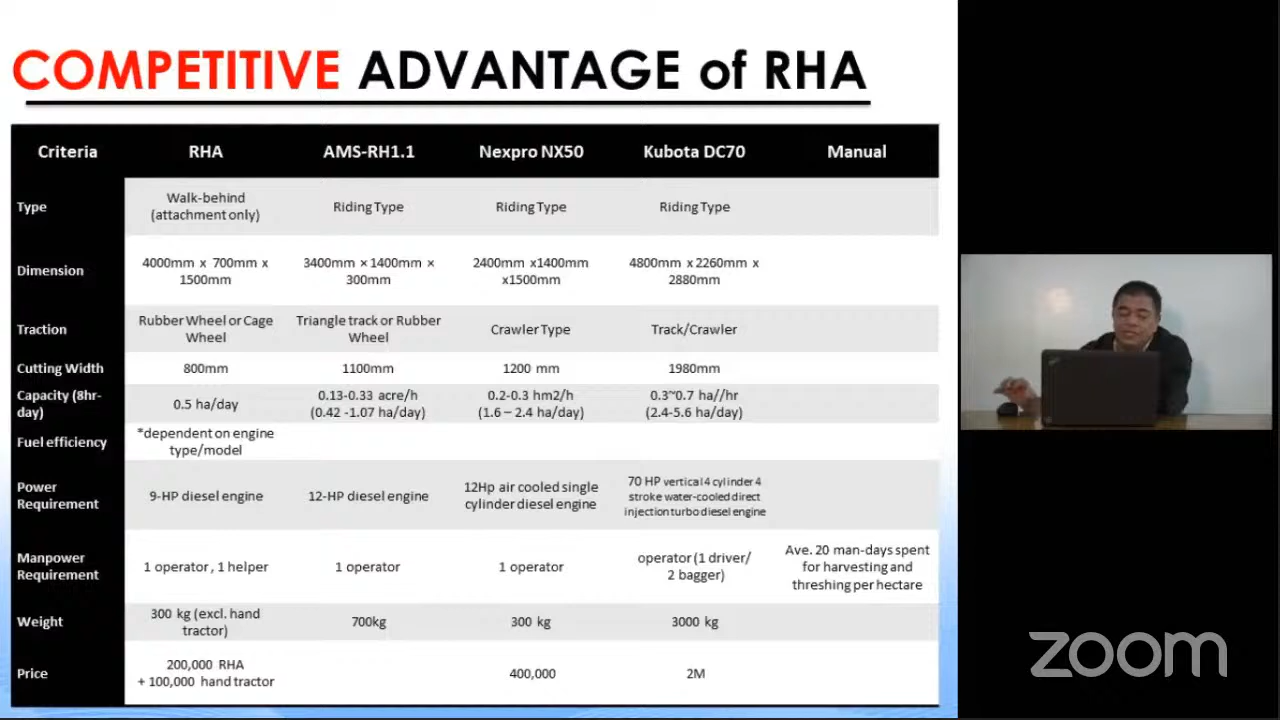 COMPETITIVE ADVANTAGE of RHA
Criteria RHA AMS-RH1.1 Nexpro NX50 Kubota DC70 Manual
Type
Walk-behind
(attachment only)
Riding Type
Riding Type
Riding Type
Dimension
4000mm x 700mm x
1500mm
3400mm × 1400mm ×
300mm
2400mm x1400mm
x1500mm
4800mm x2260mm x
2880mm
Traction
Rubber Wheel or Cage
Wheel
Triangle track or Rubber
Wheel
Crawler Type
Track/Crawler
Cutting Width
800mm
1100mm
1200 mm
1980mm
Capacity (8hr-
day)
0.5 ha/day
0.13-0.33 acre/h
(0.42 -1.07 ha/day)
0.2-0.3 hm2/h
(1.6 – 2.4 ha/day)
0.3~0.7 ha//hr
(2.4-5.6 ha/day)
Fuel efficiency
*dependent on engine
type/model
Power
Requirement
9-HP diesel engine
12-HP diesel engine
12Hp air cooled single
cylinder diesel engine
70 HP vertical 4 cylinder 4
stroke water-cooled direct
injection turbo diesel engine
Manpower
Requirement
1 operator , 1 helper
1 operator
1 operator
operator (1 driver/
2 bagger)
Ave. 20 man-days spent
for harvesting and
threshing per hectare
Weight
300 kg (excl. hand
tractor)
700kg
300 kg
3000 kg
Price
200,000 RHA
+ 100,000 hand tractor
400,000
2M
zoom